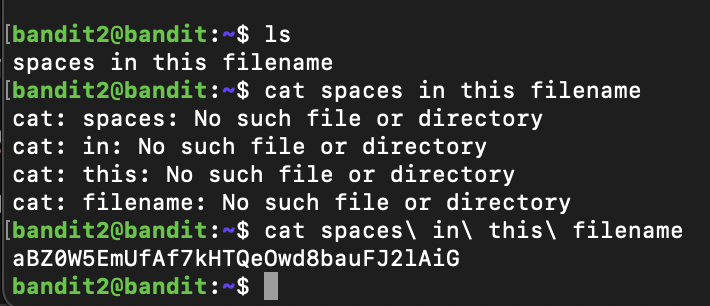 [bandit2@bandit:~$ ls
spaces in this filename
[bandit2@bandit:~$ cat spaces in this filename
cat: spaces: No such file or directory
cat: in: No such file or directory
cat: this: No such file or directory
cat: filename: No such file or directory
[bandit2@bandit:~$ cat spaces\ in\ this\ filename
aBZ0W5EmUfAf7kHTQeOwd8bauFJ2lAiG
bandit2@bandit:~$